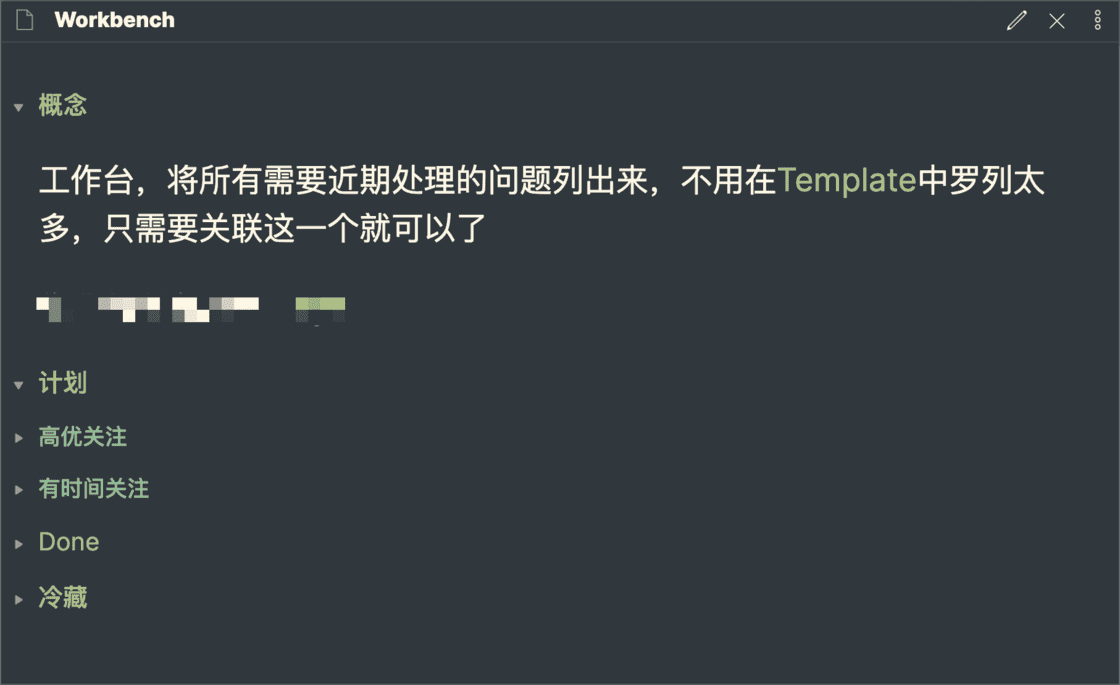 Workbench
概念
工作台，将所有需要近期处理的问题列出来，不用在Template中罗列太
多，只需要关联这一个就可以了
计划
高优关注
有时间关注
Done
冷藏